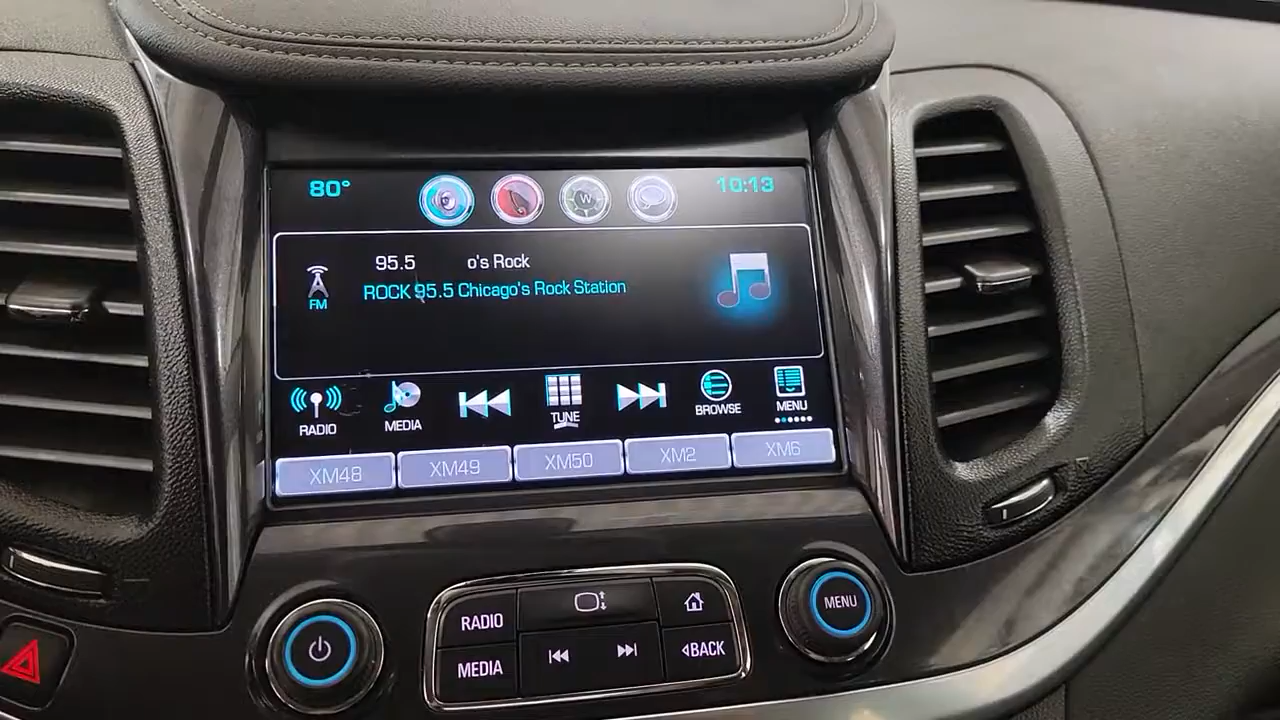 80°
W
10:13
95.5 o's Rock
FM
ROCK 95.5 Chicago's Rock Station
RADIO
MEDIA
TUNE
BROWSE
MENU
XM48
XM49
XM50
XM2
XM6
RADIO
MEDIA
BACK
MENU